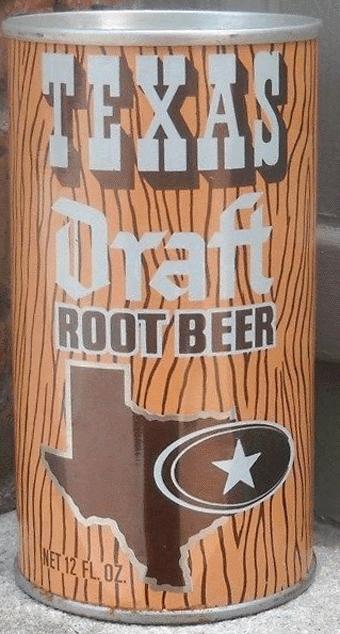 TEXAS
Draft
ROOT BEER
NET 12 FL. OZ.